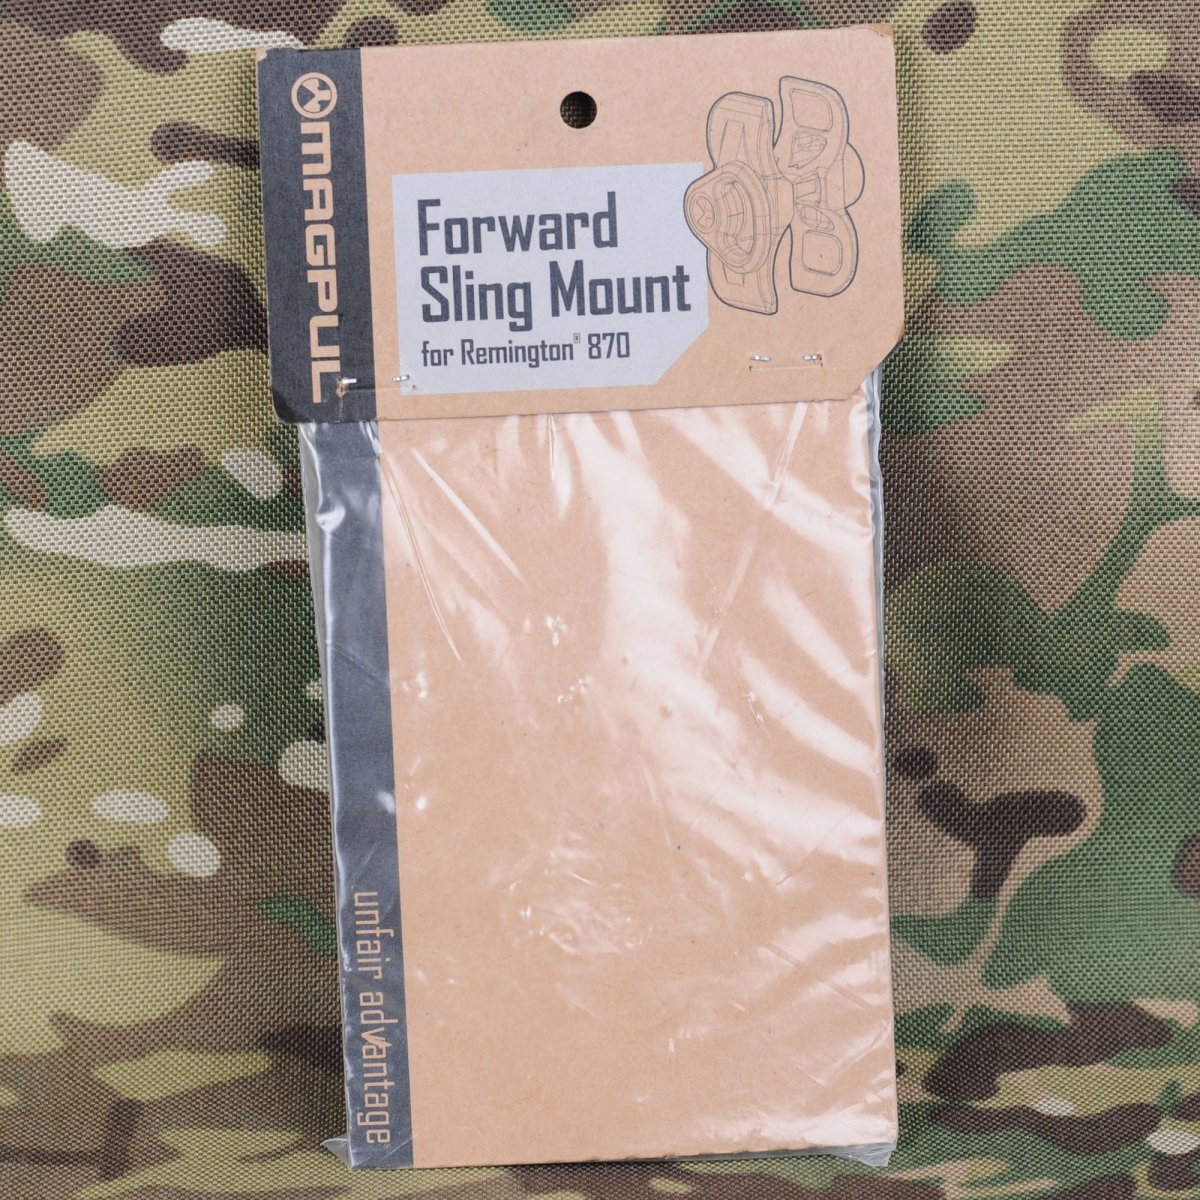 MAGPUL
Forward
Sling Mount
for Remington® 870
unfair advantage